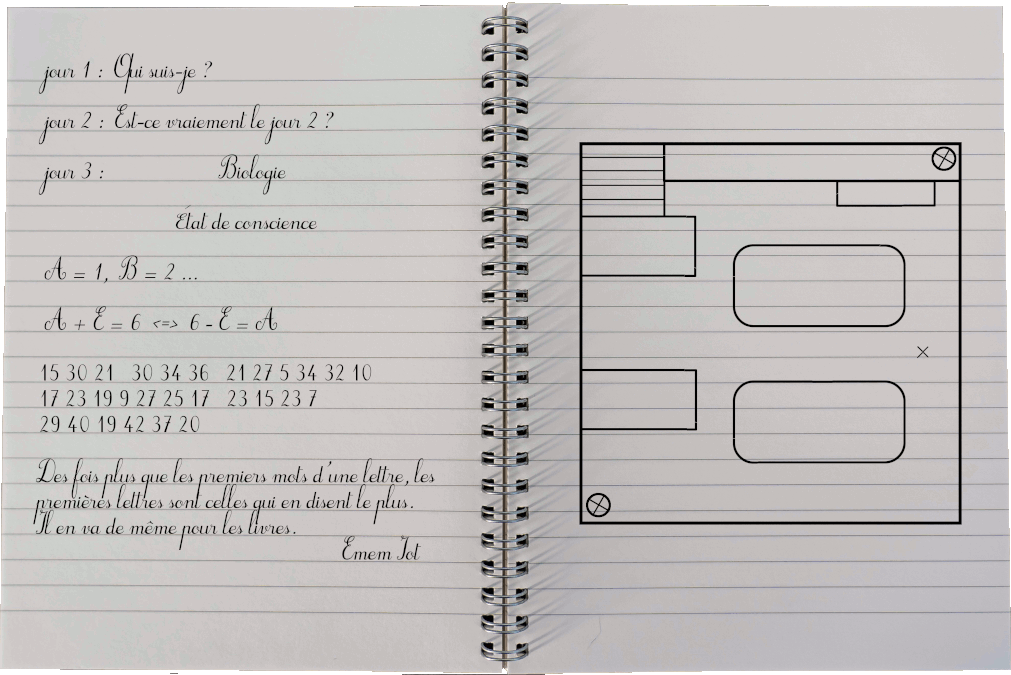 jour 1 : Qui suis-je ?
jour 2 : Est-ce vraiement le jour 2 ?
jour 3 : Biologie
État de conscience
A = 1, B = 2 ...
A + E = 6 <=> 6 - E = A
15 30 21 30 34 36 21 27 5 34 32 10
17 23 19 9 27 25 17 23 15 23 7
29 40 19 42 37 20
Des fois plus que les premiers mots d'une lettre, les
premières lettres sont celles qui en disent le plus.
Il en va de même pour les livres.
Emem Tot